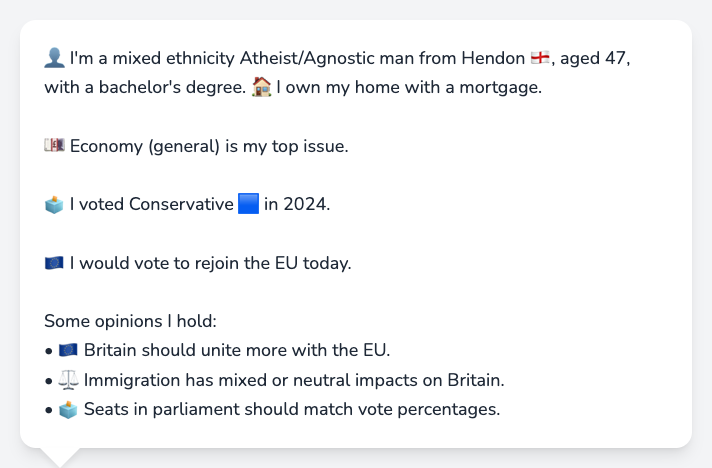 👤 I'm a mixed ethnicity Atheist/Agnostic man from Hendon 🏴󠁧󠁢󠁥󠁮󠁧󠁿, aged 47,
with a bachelor's degree. 🏠 I own my home with a mortgage.
💷 Economy (general) is my top issue.
🗳️ I voted Conservative 🟦 in 2024.
🇪🇺 I would vote to rejoin the EU today.
Some opinions I hold:
• 🇪🇺 Britain should unite more with the EU.
• ⚖️ Immigration has mixed or neutral impacts on Britain.
• 🗳️ Seats in parliament should match vote percentages.